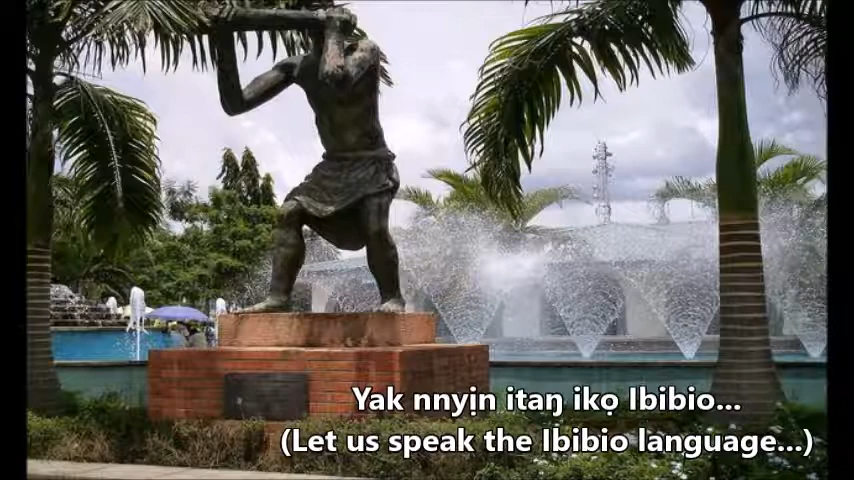 Yak nnyịn itaŋ ikọ Ibibio...
(Let us speak the Ibibio language...)